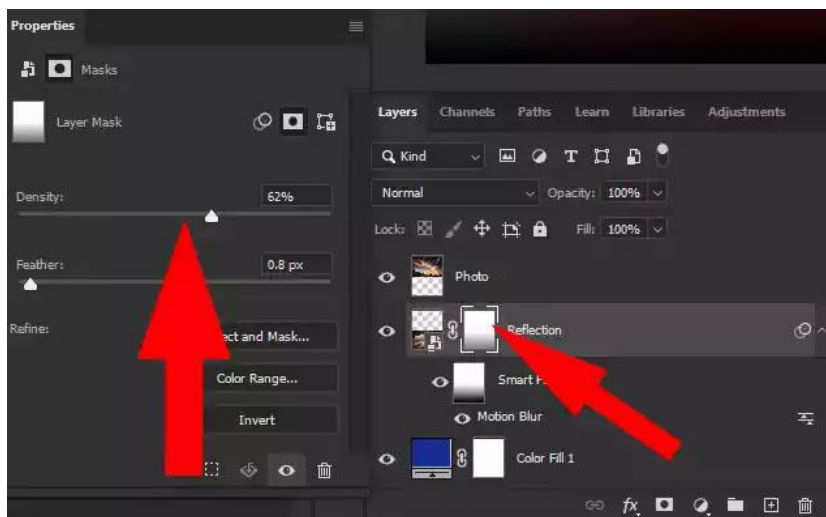 Properties
Masks
Layer Mask
Density: 62%
Feather: 0.8 px
Refine:
and Mask...
Color Range...
Invert
Layers Channels Paths Learn Libraries Adjustments
Kind
Normal Opacity: 100%
Lock: Fill: 100%
Photo
Reflection
Smart
Motion Blur
Color Fill 1
fx